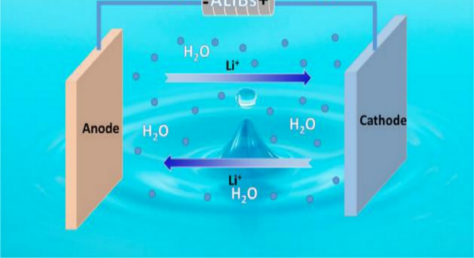 - ALIBs +
H₂O
Li⁺
Anode
H₂O
H₂O
Cathode
Li⁺
H₂O